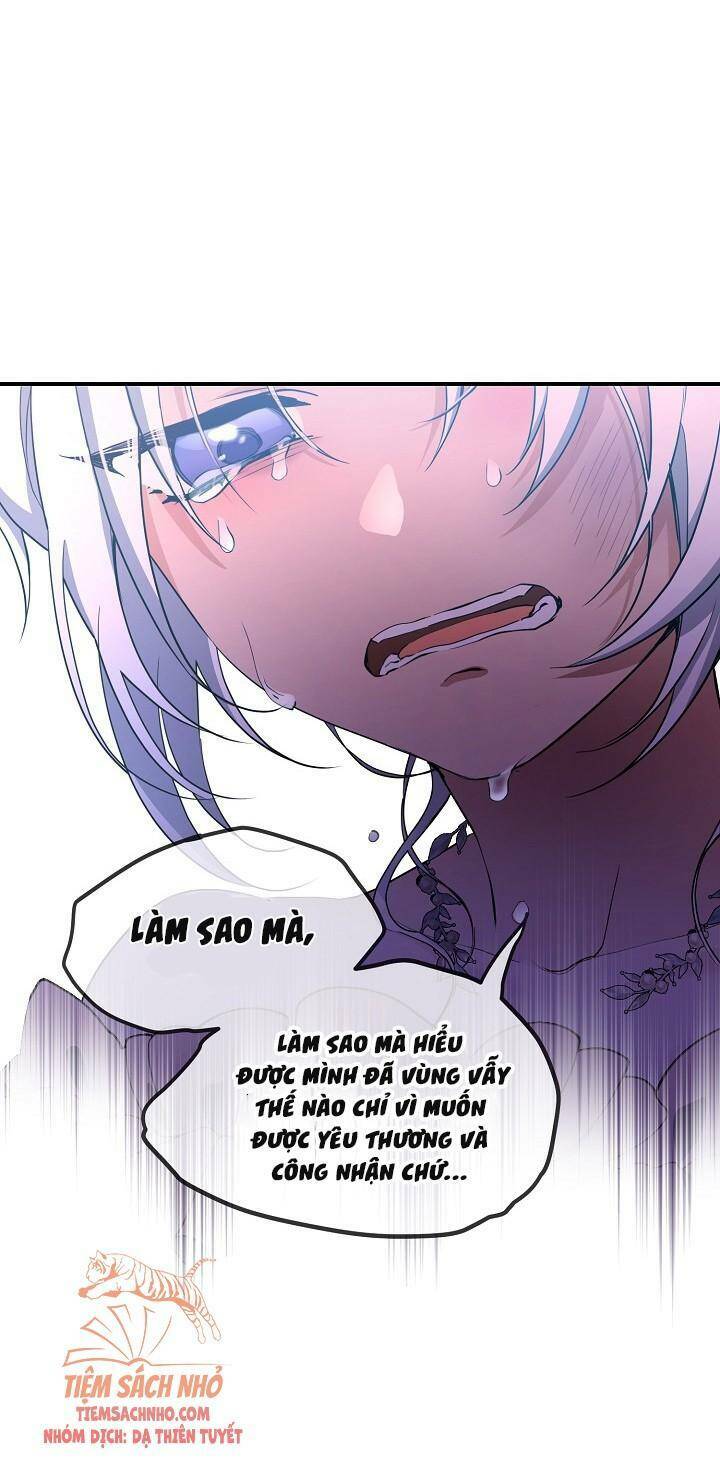 LÀM SAO MÀ,
LÀM SAO MÀ HIỂU
ĐƯỢC MÌNH ĐÃ VÙNG VẪY
THẾ NÀO CHỈ VÌ MUỐN
ĐƯỢC YÊU THƯƠNG VÀ
CÔNG NHẬN CHỨ...
TIỆM SÁCH NHỎ
TIEMSACHNHO.COM
NHÓM DỊCH: DẠ THIÊN TUYẾT